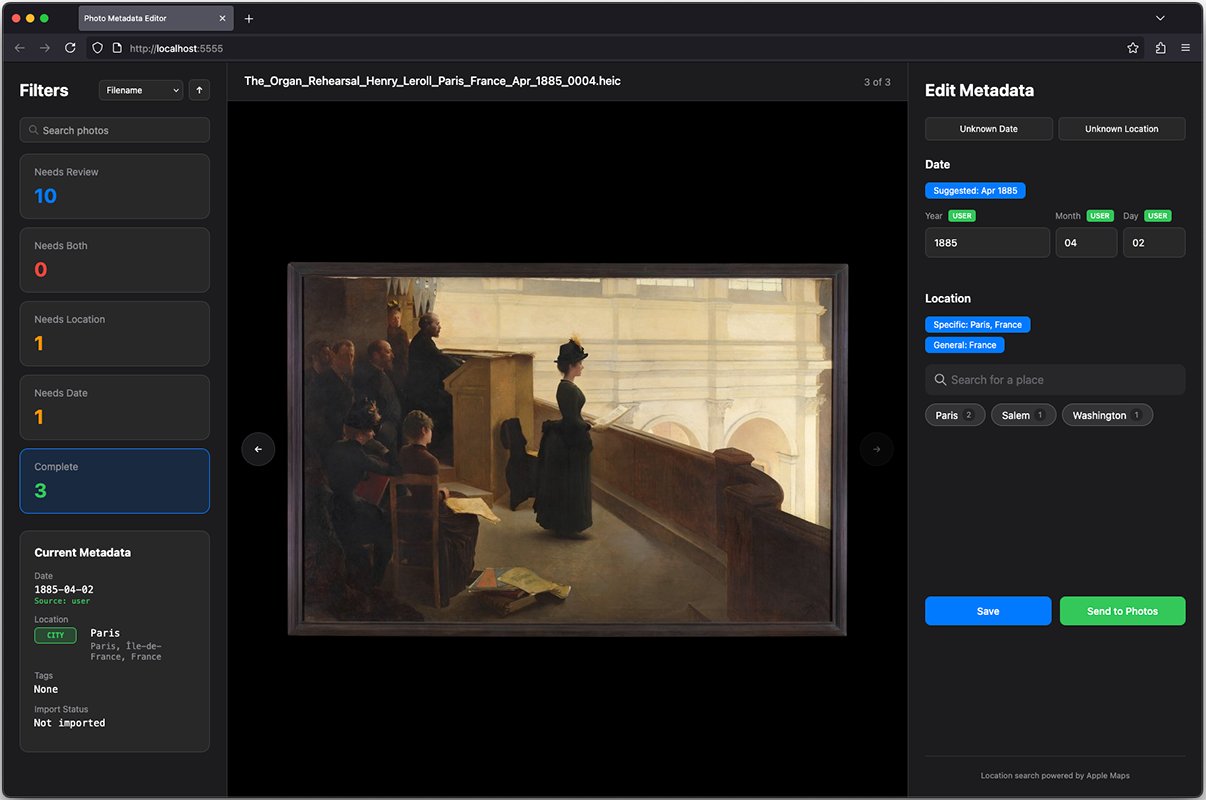 Photo Metadata Editor
http://localhost:5555
Filters
Filename
Search photos
Needs Review
10
Needs Both
0
Needs Location
1
Needs Date
1
Complete
3
Current Metadata
Date
1885-04-02
Source: user
Location
CITY
Paris
Paris, Île-de-
France, France
Tags
None
Import Status
Not imported
The_Organ_Rehearsal_Henry_Leroll_Paris_France_Apr_1885_0004.heic
3 of 3
Edit Metadata
Unknown Date Unknown Location
Date
Suggested: Apr 1885
Year USER Month USER Day USER
1885 04 02
Location
Specific: Paris, France
General: France
Search for a place
Paris 2 Salem 1 Washington 1
Save Send to Photos
Location search powered by Apple Maps